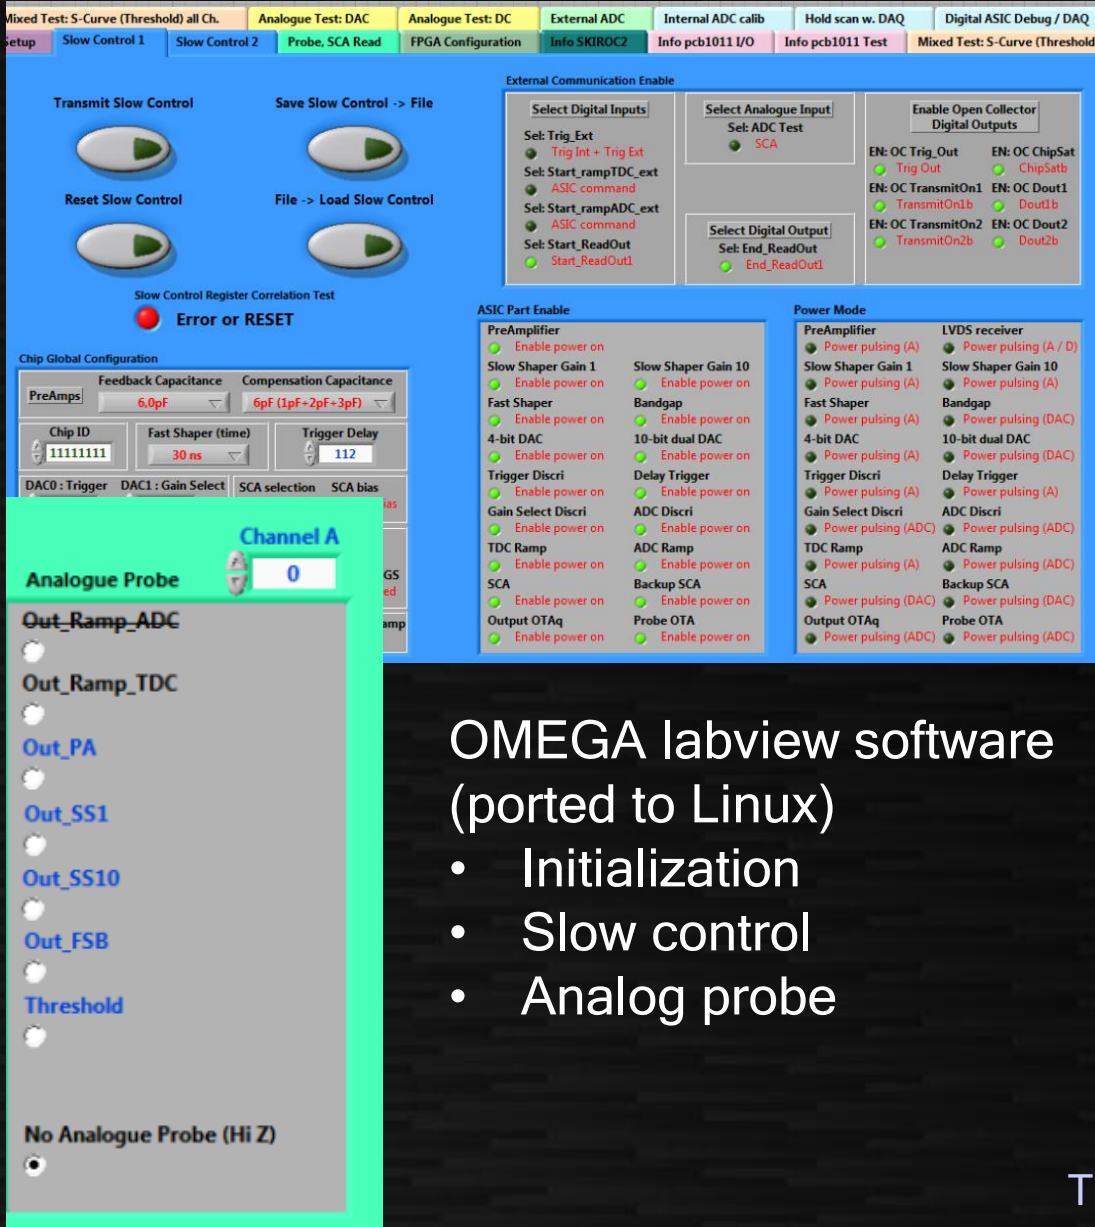 Mixed Test: S-Curve (Threshold) all Ch. Analogue Test: DAC Analogue Test: DC External ADC Internal ADC calib Hold scan w. DAQ Digital ASIC Debug / DAQ
Setup Slow Control 1 Slow Control 2 Probe, SCA Read FPGA Configuration Info SKIROC2 Info pcb1011 I/O Info pcb1011 Test Mixed Test: S-Curve (Threshold
Transmit Slow Control Save Slow Control -> File
Reset Slow Control File -> Load Slow Control
Slow Control Register Correlation Test
Error or RESET
External Communication Enable
Select Digital Inputs
Sel: Trig_Ext
Trig Int + Trig Ext
Sel: Start_rampTDC_ext
ASIC command
Sel: Start_rampADC_ext
ASIC command
Sel: Start_ReadOut
Start_ReadOut1
Select Analogue Input
Sel: ADC Test
SCA
Select Digital Output
Sel: End_ReadOut
End_ReadOut1
Enable Open Collector
Digital Outputs
EN: OC Trig_Out EN: OC ChipSat
Trig Out ChipSatb
EN: OC TransmitOn1 EN: OC Dout1
TransmitOn1b Dout1b
EN: OC TransmitOn2 EN: OC Dout2
TransmitOn2b Dout2b
Chip Global Configuration
PreAmps Feedback Capacitance Compensation Capacitance
6,0pF 6pF (1pF+2pF+3pF)
Chip ID Fast Shaper (time) Trigger Delay
11111111 30 ns 112
DAC0 : Trigger DAC1 : Gain Select SCA selection SCA bias
ias
GS
ed
amp
ASIC Part Enable
PreAmplifier
Enable power on
Slow Shaper Gain 1 Slow Shaper Gain 10
Enable power on Enable power on
Fast Shaper Bandgap
Enable power on Enable power on
4-bit DAC 10-bit dual DAC
Enable power on Enable power on
Trigger Discri Delay Trigger
Enable power on Enable power on
Gain Select Discri ADC Discri
Enable power on Enable power on
TDC Ramp ADC Ramp
Enable power on Enable power on
SCA Backup SCA
Enable power on Enable power on
Output OTAq Probe OTA
Enable power on Enable power on
Power Mode
PreAmplifier LVDS receiver
Power pulsing (A) Power pulsing (A / D)
Slow Shaper Gain 1 Slow Shaper Gain 10
Power pulsing (A) Power pulsing (A)
Fast Shaper Bandgap
Power pulsing (A) Power pulsing (DAC)
4-bit DAC 10-bit dual DAC
Power pulsing (A) Power pulsing (DAC)
Trigger Discri Delay Trigger
Power pulsing (A) Power pulsing (A)
Gain Select Discri ADC Discri
Power pulsing (ADC) Power pulsing (ADC)
TDC Ramp ADC Ramp
Power pulsing (A) Power pulsing (ADC)
SCA Backup SCA
Power pulsing (DAC) Power pulsing (DAC)
Output OTAq Probe OTA
Power pulsing (ADC) Power pulsing (ADC)
Channel A
Analogue Probe 0
Out_Ramp_ADC
Out_Ramp_TDC
Out_PA
Out_SS1
Out_SS10
Out_FSB
Threshold
No Analogue Probe (Hi Z)
OMEGA labview software
(ported to Linux)
• Initialization
• Slow control
• Analog probe
T